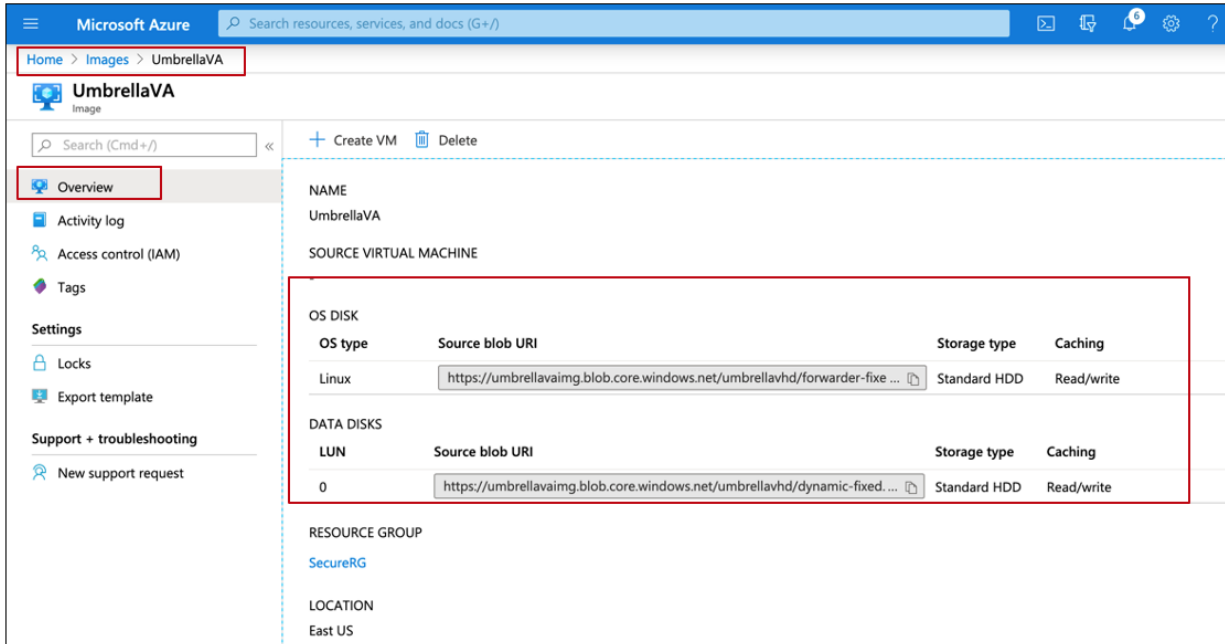 Microsoft Azure
Search resources, services, and docs (G+/)
6
?
Home > Images > UmbrellaVA
UmbrellaVA
Image
Search (Cmd+/)
«
+ Create VM
Delete
Overview
Activity log
Access control (IAM)
Tags
Settings
Locks
Export template
Support + troubleshooting
New support request
NAME
UmbrellaVA
SOURCE VIRTUAL MACHINE
-
OS DISK
OS type Source blob URI Storage type Caching
Linux https://umbrellavaimg.blob.core.windows.net/umbrellavhd/forwarder-fixe ... Standard HDD Read/write
DATA DISKS
LUN Source blob URI Storage type Caching
0 https://umbrellavaimg.blob.core.windows.net/umbrellavhd/dynamic-fixed. ... Standard HDD Read/write
RESOURCE GROUP
SecureRG
LOCATION
East US